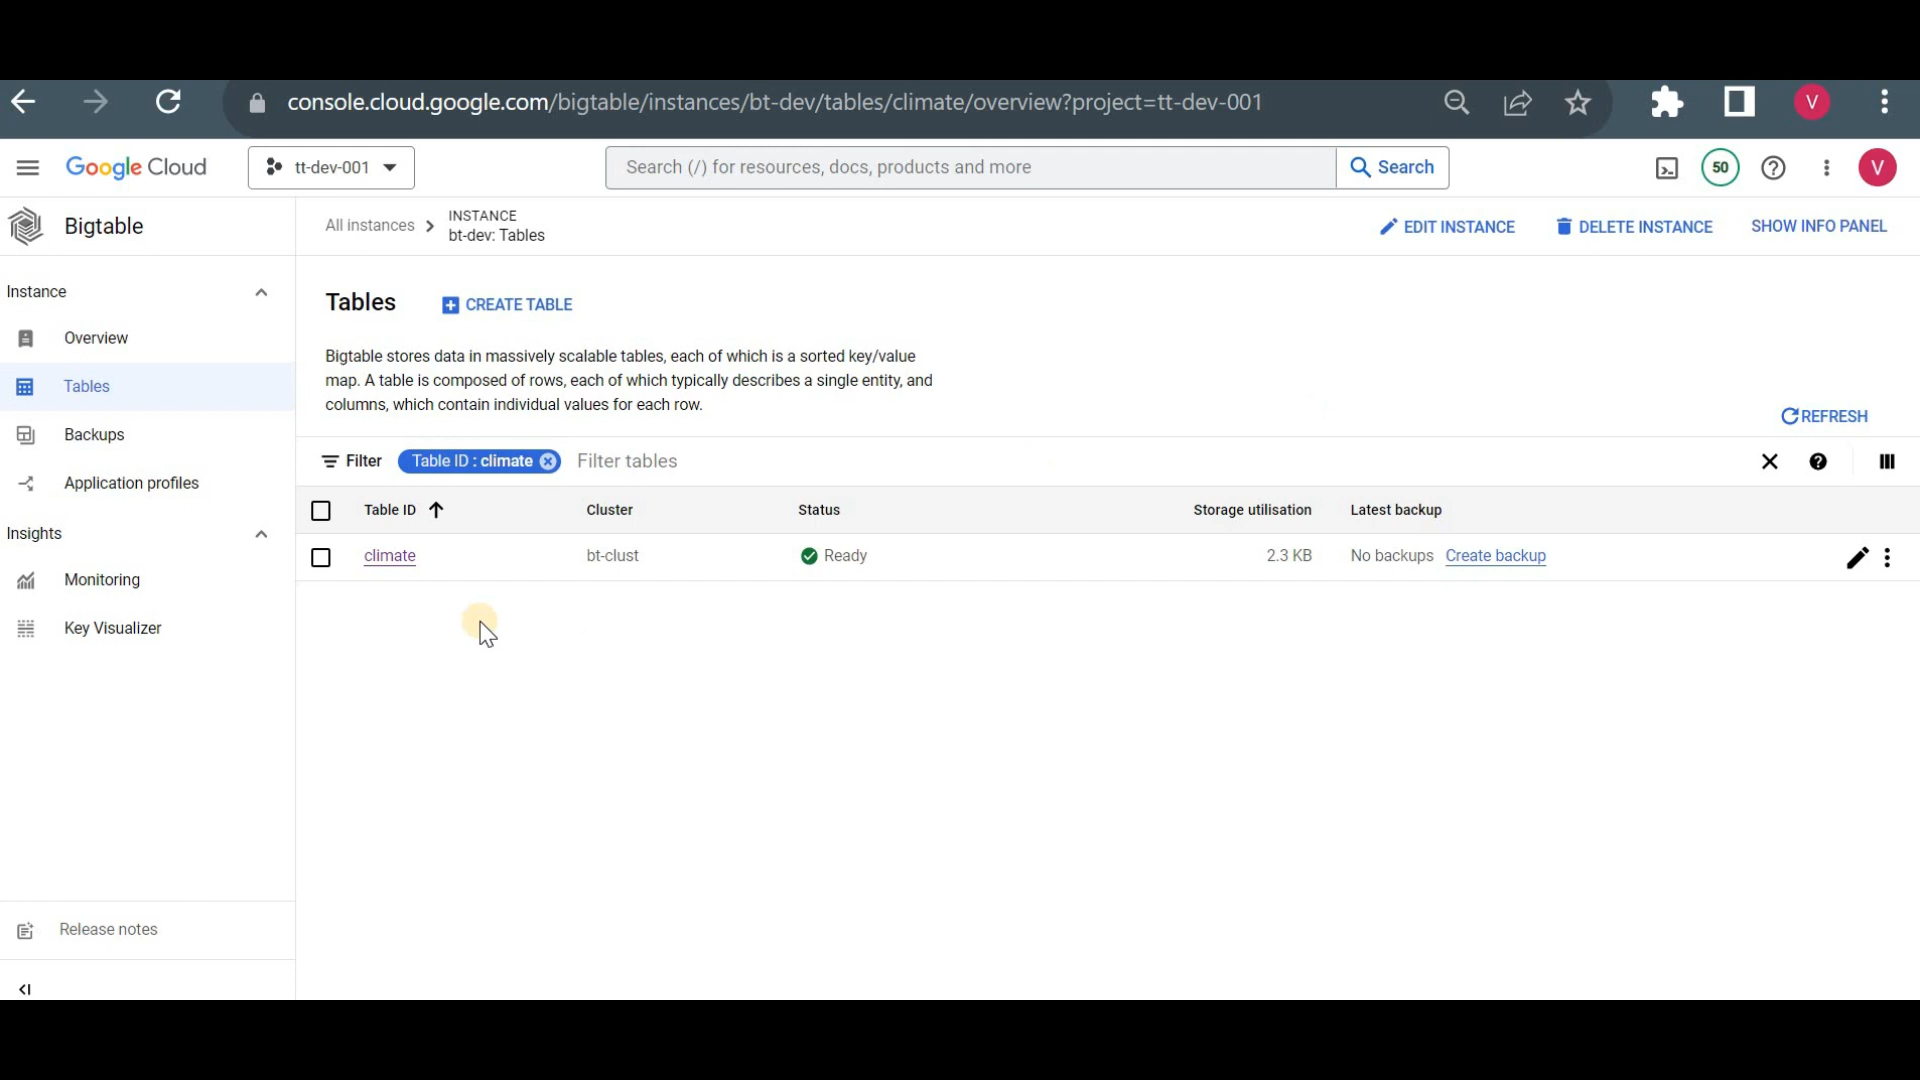 console.cloud.google.com/bigtable/instances/bt-dev/tables/climate/overview?project=tt-dev-001
V
Google Cloud
tt-dev-001
Search (/) for resources, docs, products and more
Search
50
V
Bigtable
All instances
INSTANCE
bt-dev: Tables
EDIT INSTANCE
DELETE INSTANCE
SHOW INFO PANEL
Instance
Overview
Tables
Backups
Application profiles
Insights
Monitoring
Key Visualizer
Release notes
Tables
CREATE TABLE
Bigtable stores data in massively scalable tables, each of which is a sorted key/value
map. A table is composed of rows, each of which typically describes a single entity, and
columns, which contain individual values for each row.
REFRESH
Filter Table ID : climate Filter tables
Table ID Cluster Status Storage utilisation Latest backup
climate bt-clust Ready 2.3 KB No backups Create backup